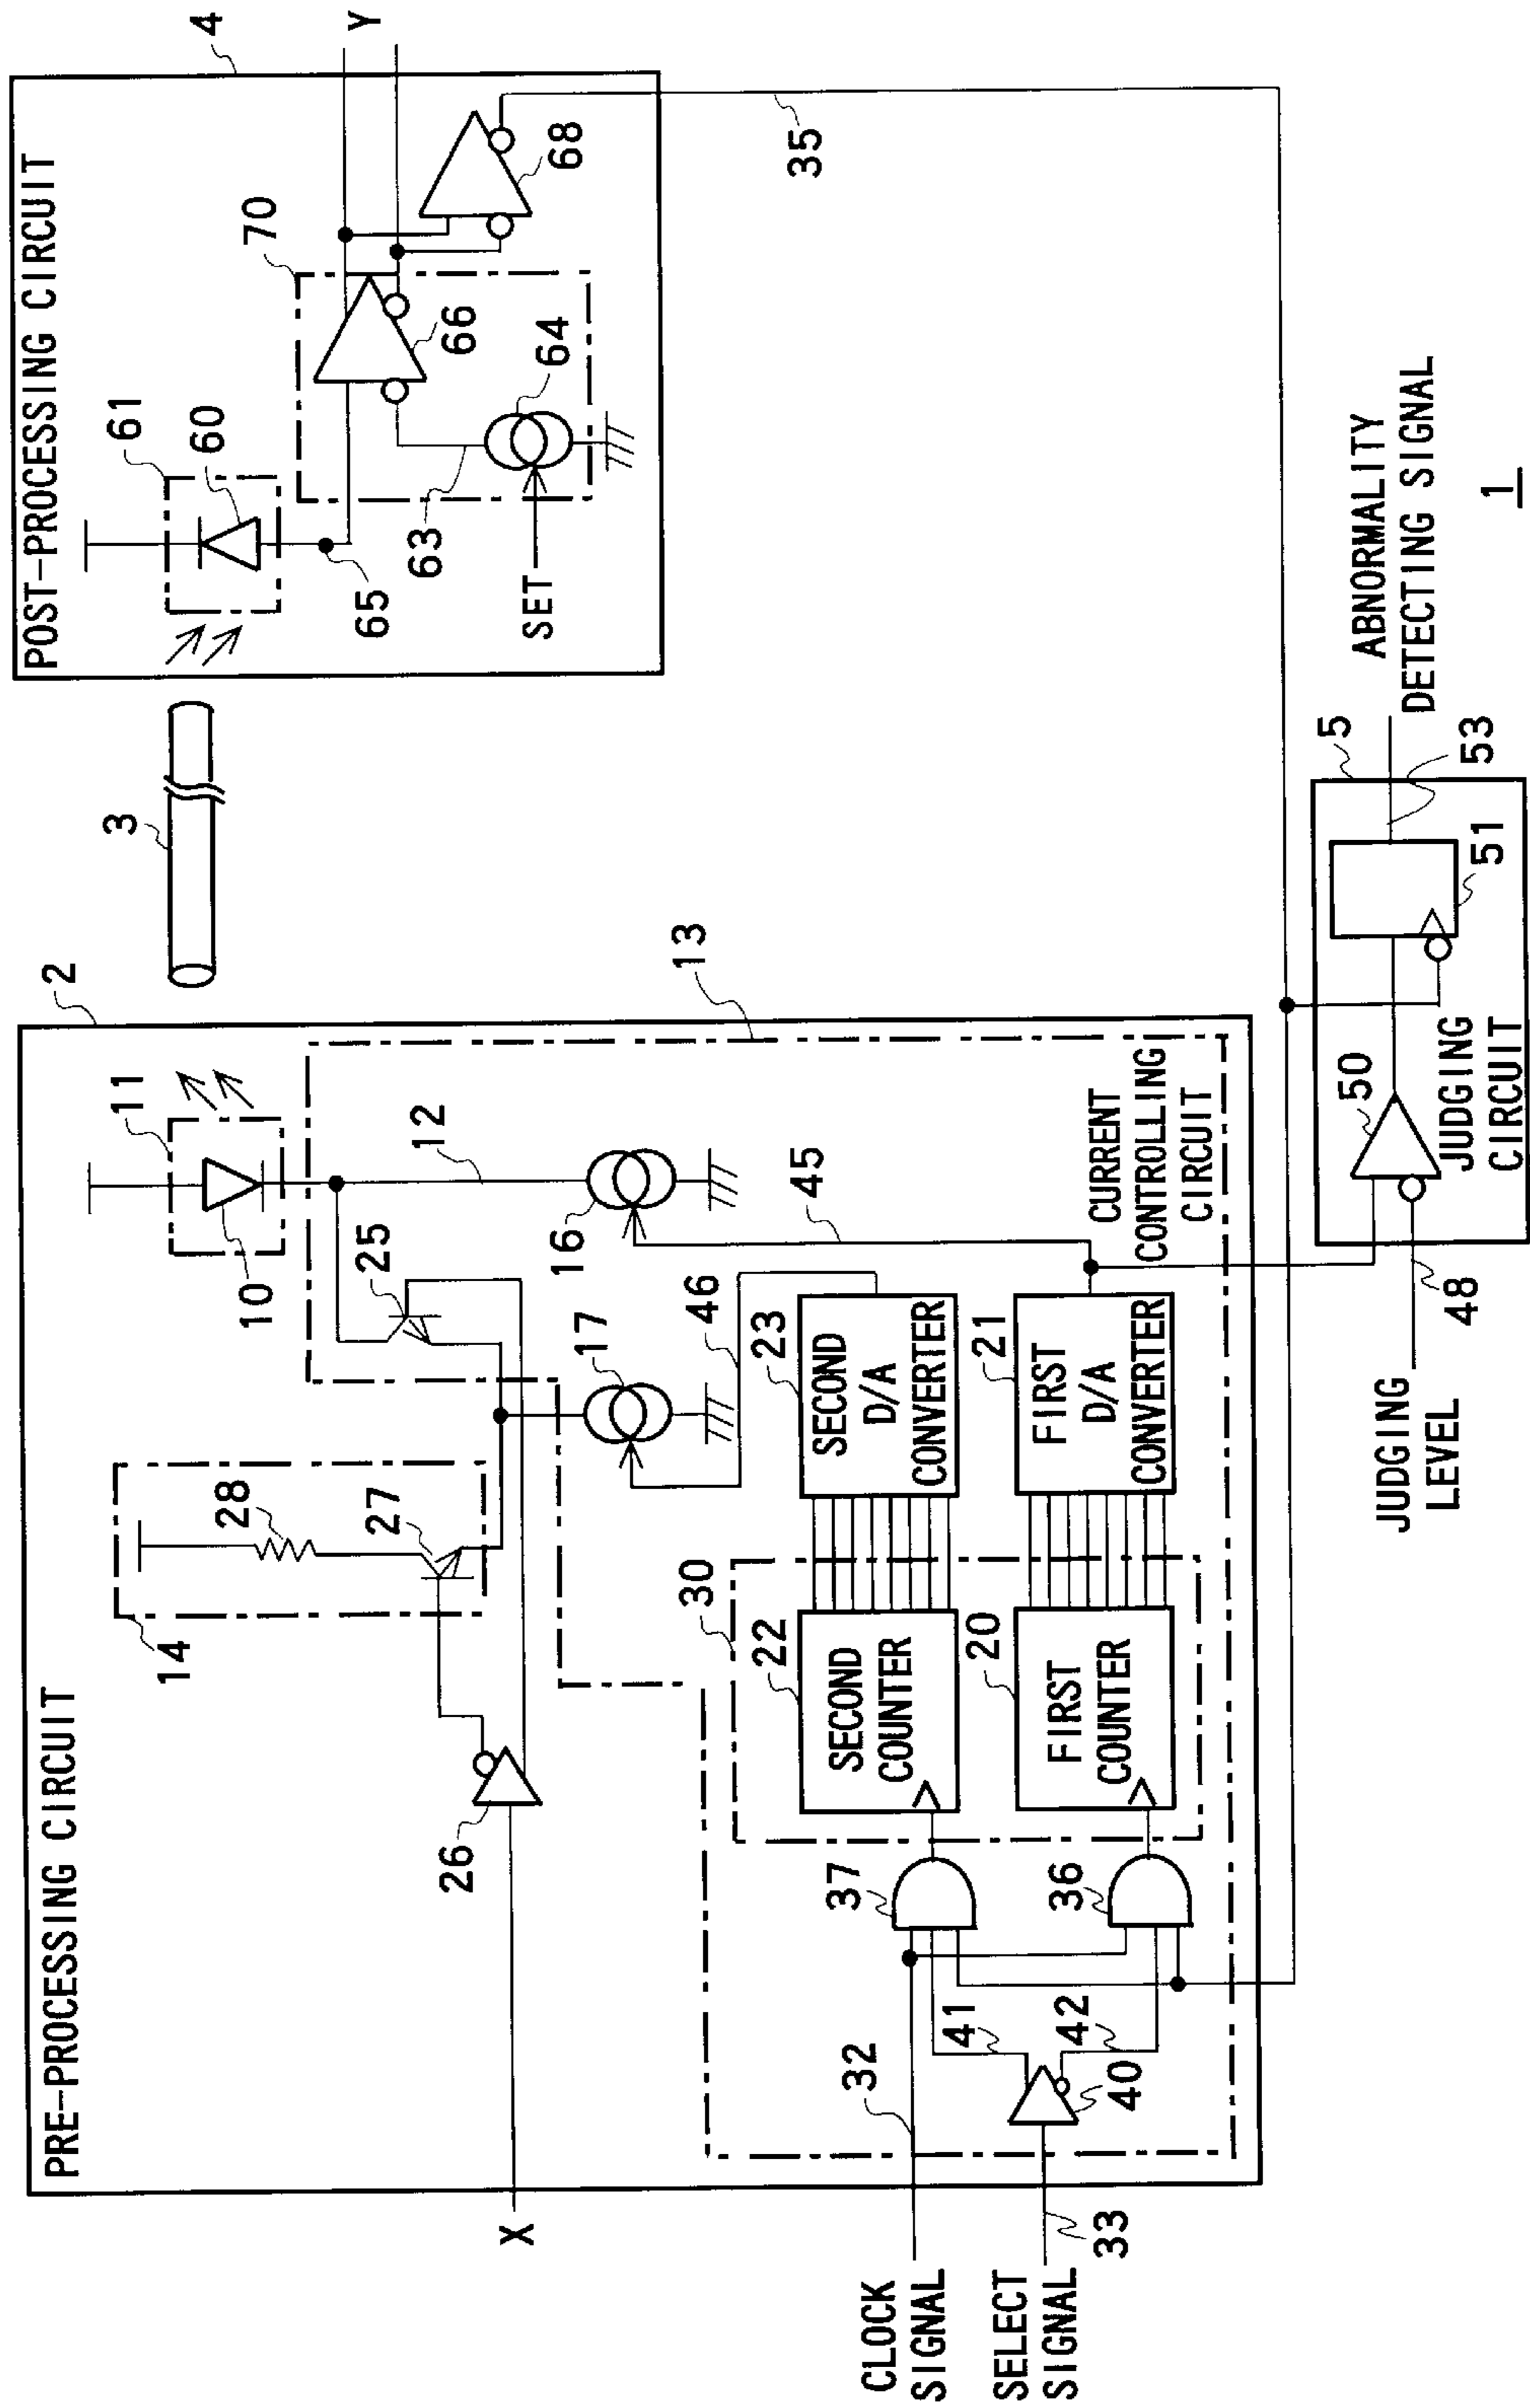 PRE-PROCESSING CIRCUIT
2
14
28
27
11
10
25
12
26
X
17
16
13
46
45
30
22
SECOND
COUNTER
23
SECOND
D/A
CONVERTER
20
FIRST
COUNTER
21
FIRST
D/A
CONVERTER
CURRENT
CONTROLLING
CIRCUIT
37
36
32
41
42
40
33
CLOCK
SIGNAL
SELECT
SIGNAL
3
POST-PROCESSING CIRCUIT
4
61
60
65
63
SET
64
66
70
68
Y
35
JUDGING
LEVEL
48
50
JUDGING
CIRCUIT
51
5
53
ABNORMALITY
DETECTING SIGNAL
1